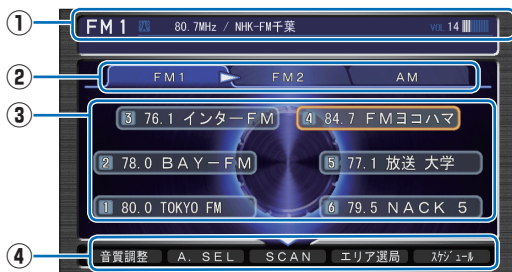 ① FM 1 80.7MHz / NHK-FM千葉 VOL 14
② FM1 FM2 AM
③ 3 76.1 インターFM 4 84.7 FMヨコハマ
2 78.0 BAY-FM 5 77.1 放送 大学
1 80.0 TOKYO FM 6 79.5 NACK 5
④ 音質調整 A. SEL SCAN エリア選局 スケジュール